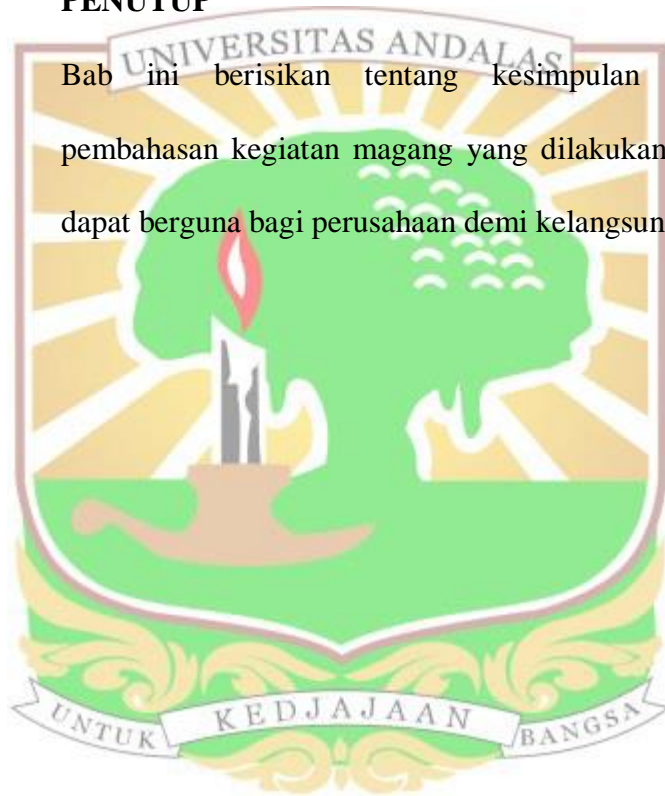 PENUTUP
UNIVERSITAS ANDALAS
Bab ini berisikan tentang kesimpulan
pembahasan kegiatan magang yang dilakukan
dapat berguna bagi perusahaan demi
UNTUK KEDJAJAAN BANGSA